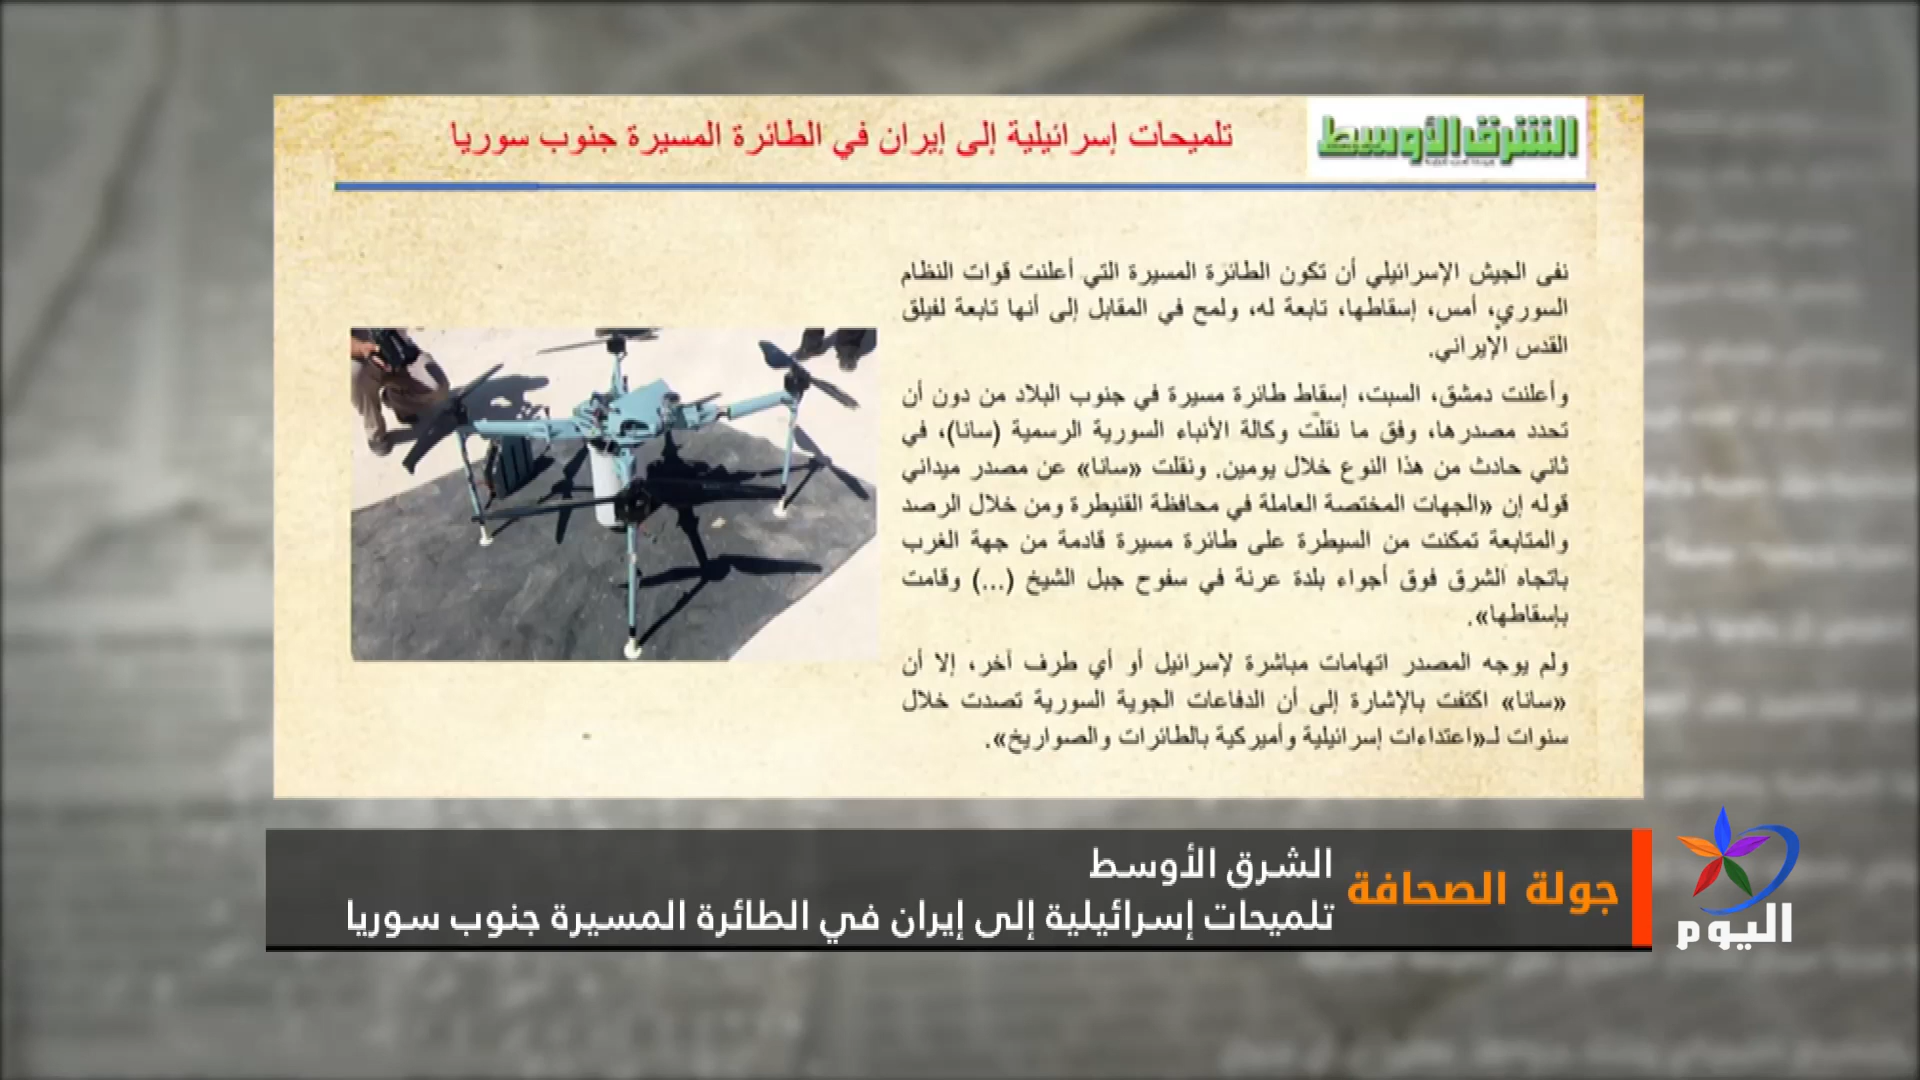 الشرق الأوسط
تلميحات إسرائيلية إلى إيران في الطائرة المسيرة جنوب سوريا
نفى الجيش الإسرائيلي أن تكون الطائرة المسيرة التي أعلنت قوات النظام
السوري، أمس، إسقاطها، تابعة له، ولمح في المقابل إلى أنها تابعة لفيلق
القدس الإيراني.
وأعلنت دمشق، السبت، إسقاط طائرة مسيرة في جنوب البلاد من دون أن
تحدد مصدرها، وفق ما نقلت وكالة الأنباء السورية الرسمية (سانا)، في
ثاني حادث من هذا النوع خلال يومين. ونقلت «سانا» عن مصدر ميداني
قوله إن «الجهات المختصة العاملة في محافظة القنيطرة ومن خلال الرصد
والمتابعة تمكنت من السيطرة على طائرة مسيرة قادمة من جهة الغرب
باتجاه الشرق فوق أجواء بلدة عرنة في سفوح جبل الشيخ (...) وقامت
بإسقاطها».
ولم يوجه المصدر اتهامات مباشرة لإسرائيل أو أي طرف آخر، إلا أن
«سانا» اكتفت بالإشارة إلى أن الدفاعات الجوية السورية تصدت خلال
سنوات لـ«اعتداءات إسرائيلية وأميركية بالطائرات والصواريخ».
جولة الصحافة
الشرق الأوسط
تلميحات إسرائيلية إلى إيران في الطائرة المسيرة جنوب سوريا
اليوم